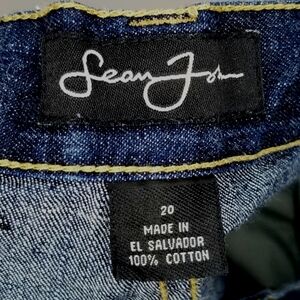 Sean John
20
MADE IN
EL SALVADOR
100% COTTON